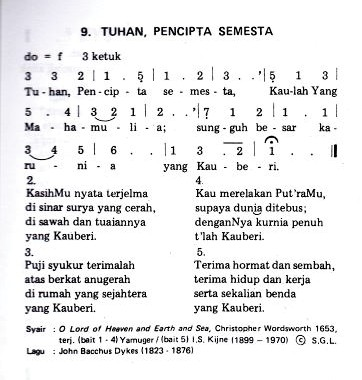 9. TUHAN, PENCIPTA SEMESTA
do = f 3 ketuk
3 3 2 | 1 . 5̣ | 1 . 2 | 3 . . ’| 5̣ 1 3 |
Tu - han, Pen - cip - ta se - mes - ta, Kau-lah Yang
5 . 4 | 3 2 1 | 2 . . ’| 7̣ 1 2 | 1 . 1 |
Ma - ha - mu - li - a; sung - guh be - sar ka -
3 4 5 | 6 . . | 1 3 . 2 | 1 . . ||
ru - ni - a yang Kau - be - ri.
2.
KasihMu nyata terjelma
di sinar surya yang cerah,
di sawah dan tuaiannya
yang Kauberi.
3.
Puji syukur terimalah
atas berkat anugerah
di rumah yang sejahtera
yang Kauberi.
4.
Kau merelakan Put'raMu,
supaya dunia ditebus;
denganNya kurnia penuh
t'lah Kauberi.
5.
Terima hormat dan sembah,
terima hidup dan kerja
serta sekalian benda
yang Kauberi.
Syair : O Lord of Heaven and Earth and Sea, Christopher Wordsworth 1653,
terj. (bait 1 - 4) Yamuger / (bait 5) I.S. Kijne (1899 – 1970) © S.G.L.
Lagu : John Bacchus Dykes (1823 - 1876)